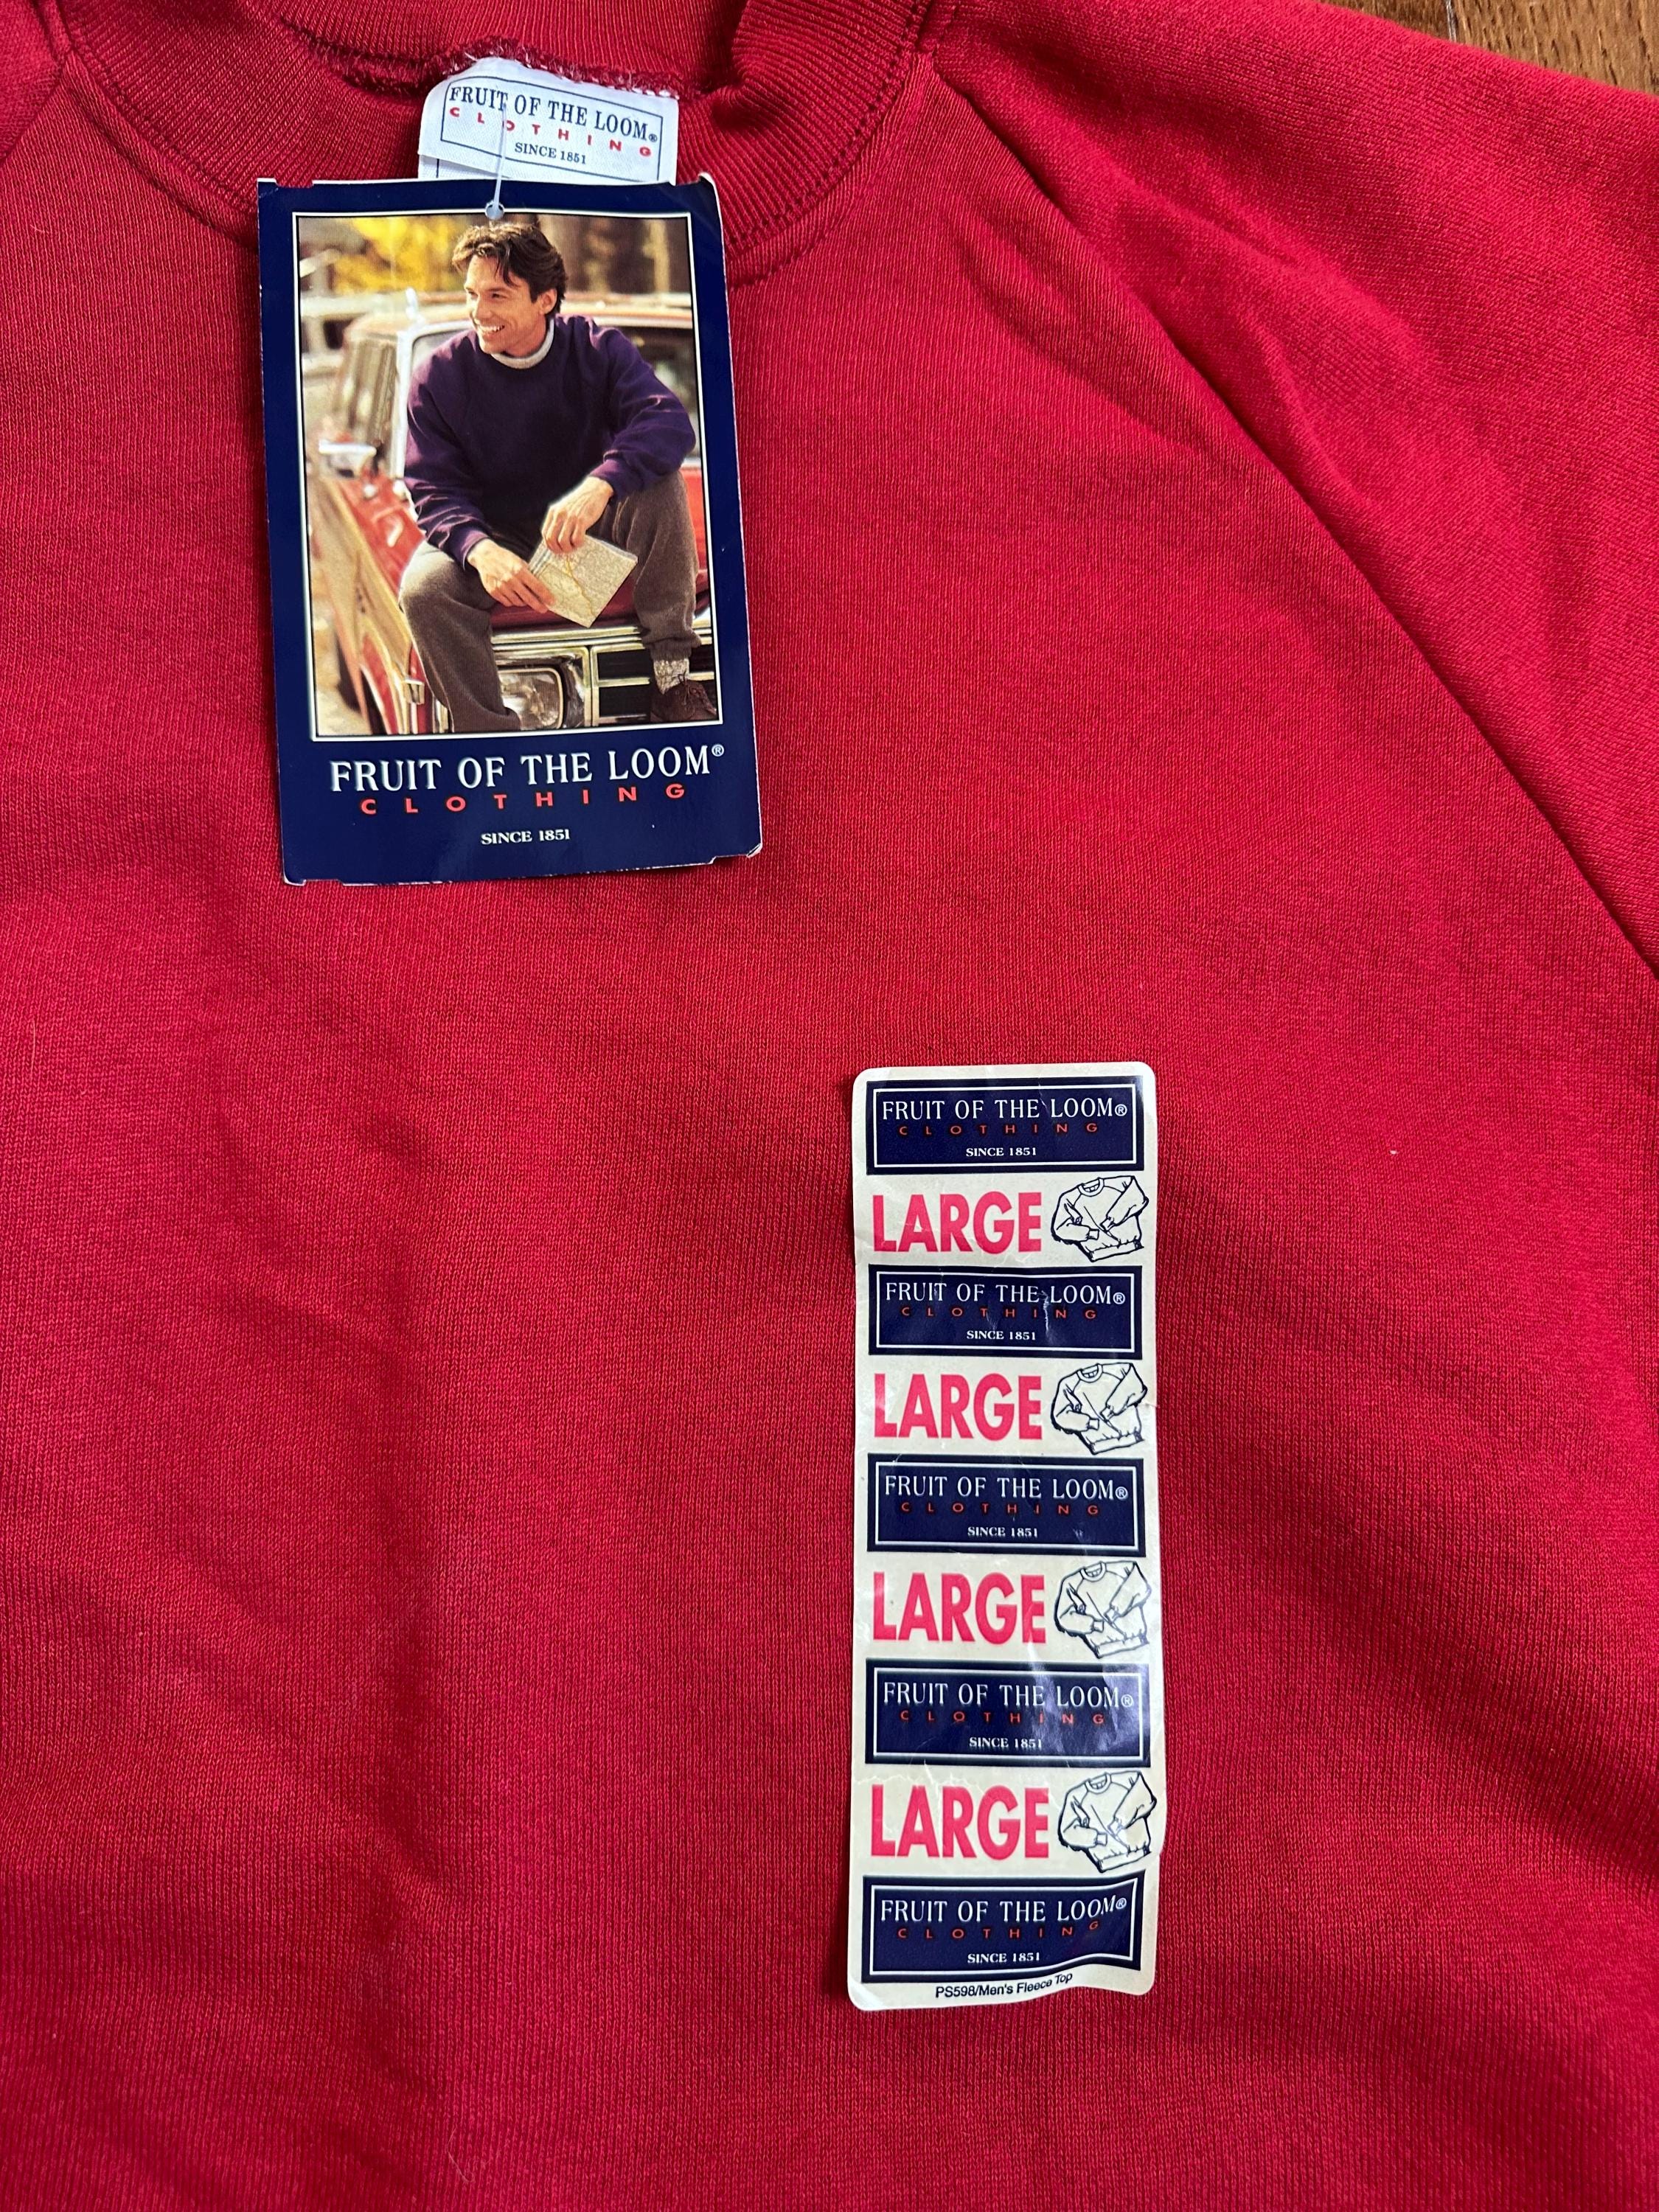 FRUIT OF THE LOOM®
CLOTHING
SINCE 1851
FRUIT OF THE LOOM®
CLOTHING
SINCE 1851
FRUIT OF THE LOOM®
CLOTHING
SINCE 1851
LARGE
FRUIT OF THE LOOM®
CLOTHING
SINCE 1851
LARGE
FRUIT OF THE LOOM®
CLOTHING
SINCE 1851
LARGE
FRUIT OF THE LOOM®
CLOTHING
SINCE 1851
LARGE
FRUIT OF THE LOOM®
CLOTHING
SINCE 1851
PS598/Men's Fleece Top